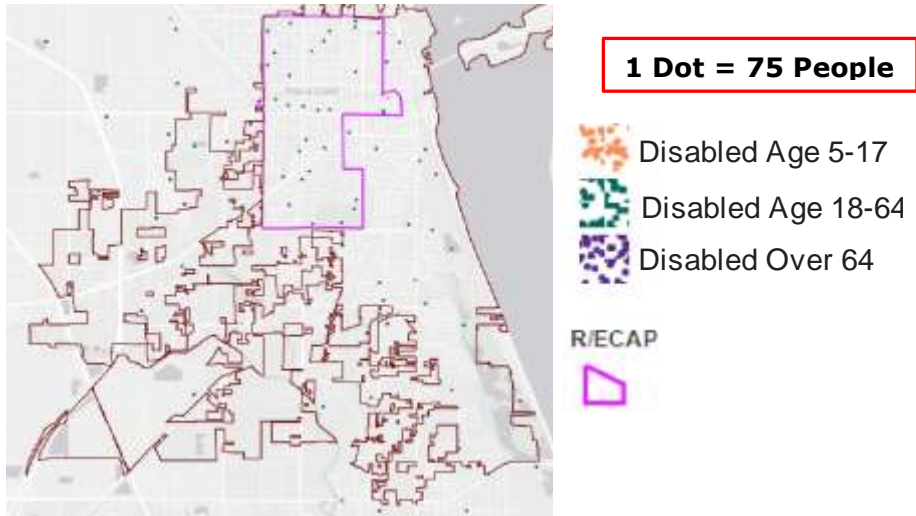 1 Dot = 75 People
Disabled Age 5-17
Disabled Age 18-64
Disabled Over 64
R/ECAP